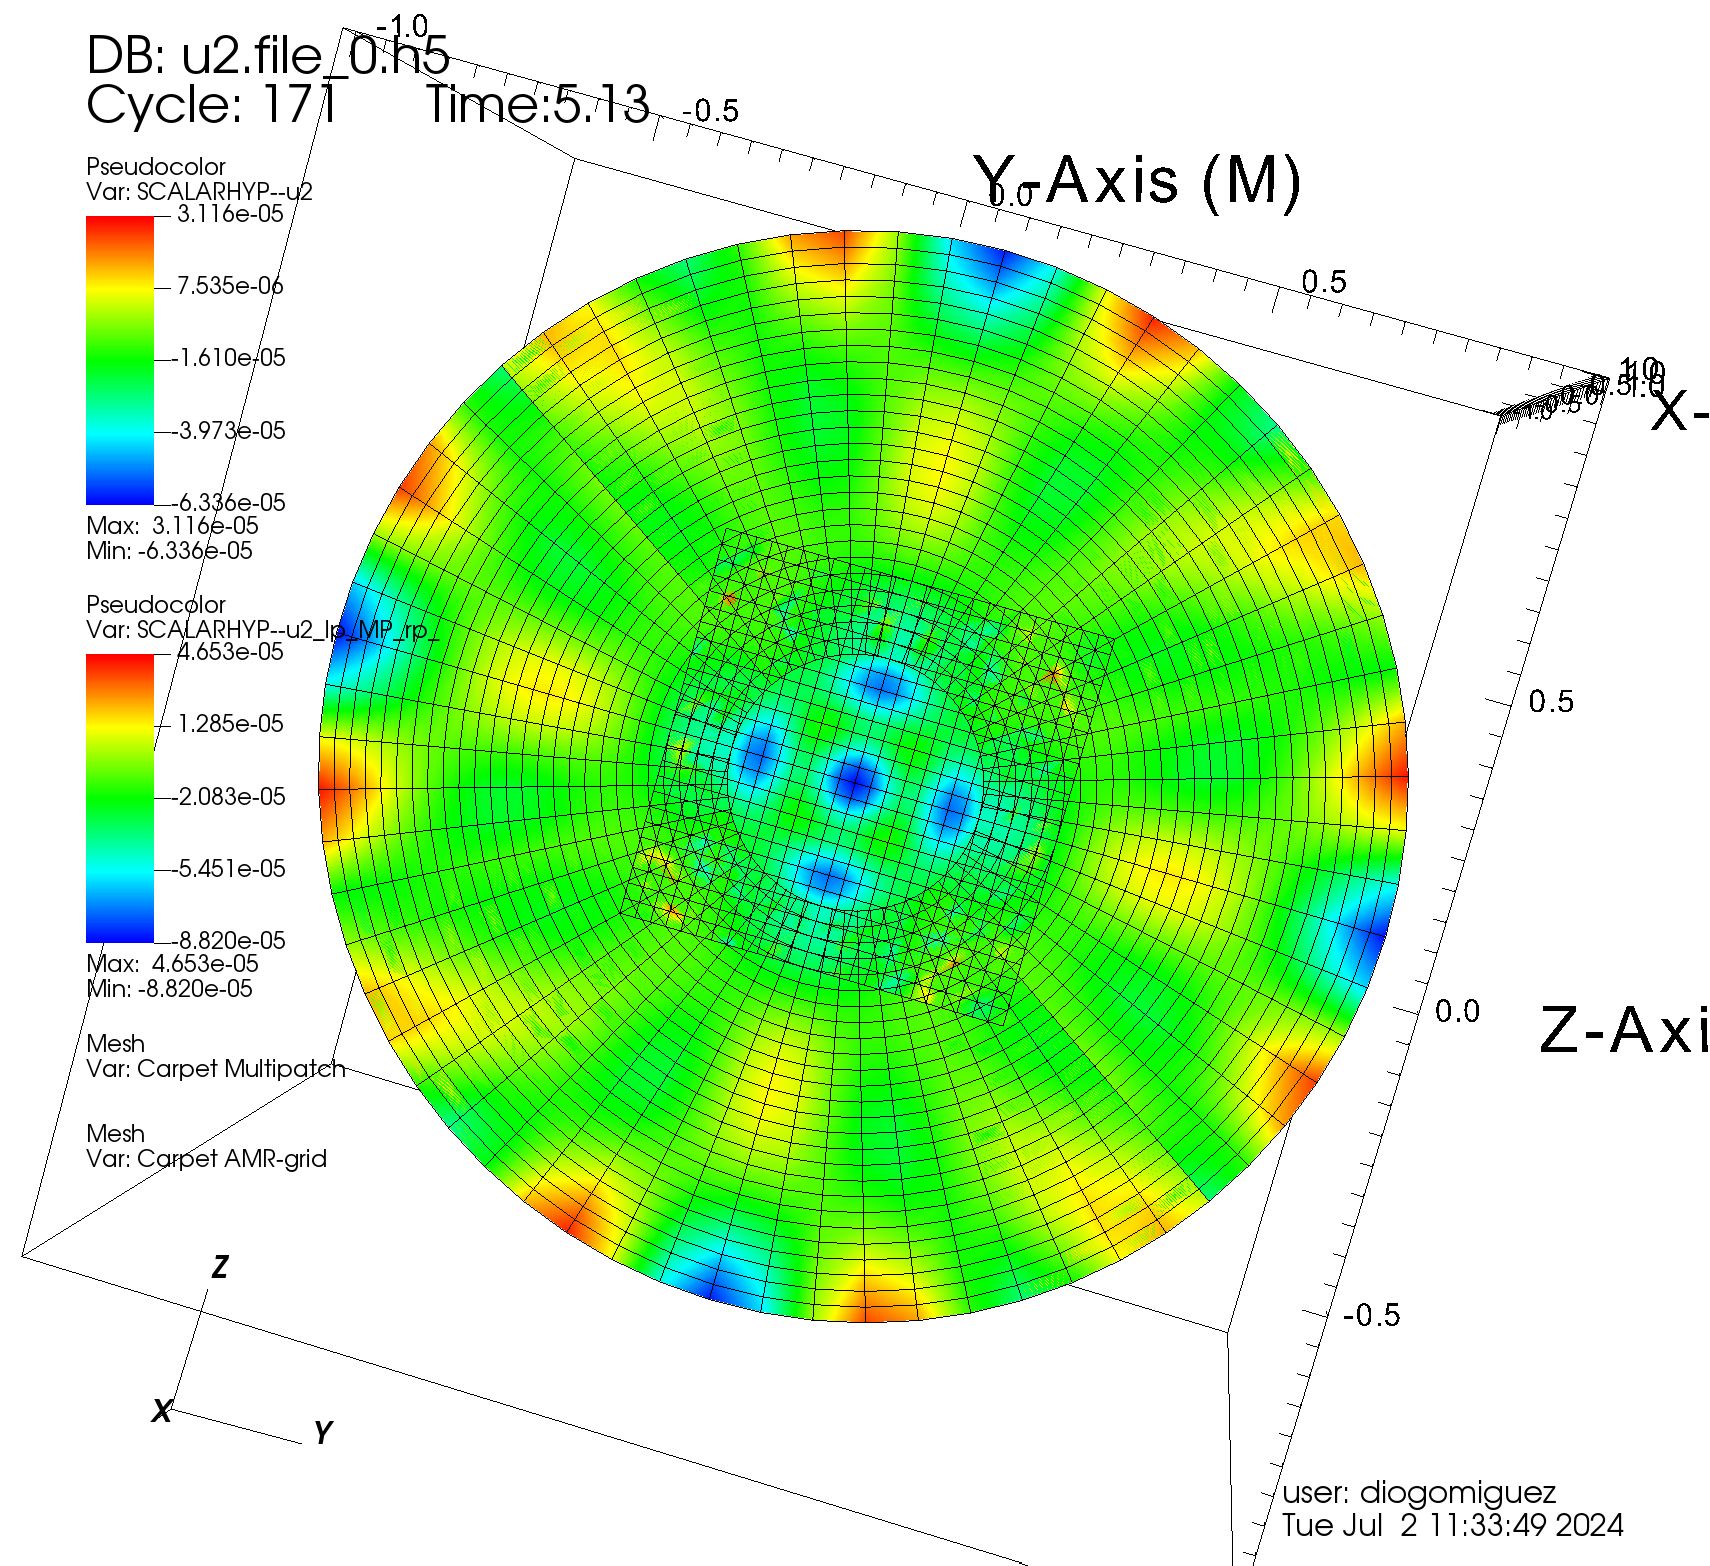 DB: u2.file_0.h5
Cycle: 171 Time:5.13
Pseudocolor
Var: SCALARHYP--u2
3.116e-05
7.535e-06
-1.610e-05
-3.973e-05
-6.336e-05
Max: 3.116e-05
Min: -6.336e-05
Pseudocolor
Var: SCALARHYP--u2_lp_MP_rp_
4.653e-05
1.285e-05
-2.083e-05
-5.451e-05
-8.820e-05
Max: 4.653e-05
Min: -8.820e-05
Mesh
Var: Carpet Multipatch
Mesh
Var: Carpet AMR-grid
-1.0
-0.5
Y-Axis (M)
0.0
0.5
1.0
X-
0.5
0.0
Z-Axi
-0.5
Z
X
Y
user: diogomiguez
Tue Jul 2 11:33:49 2024